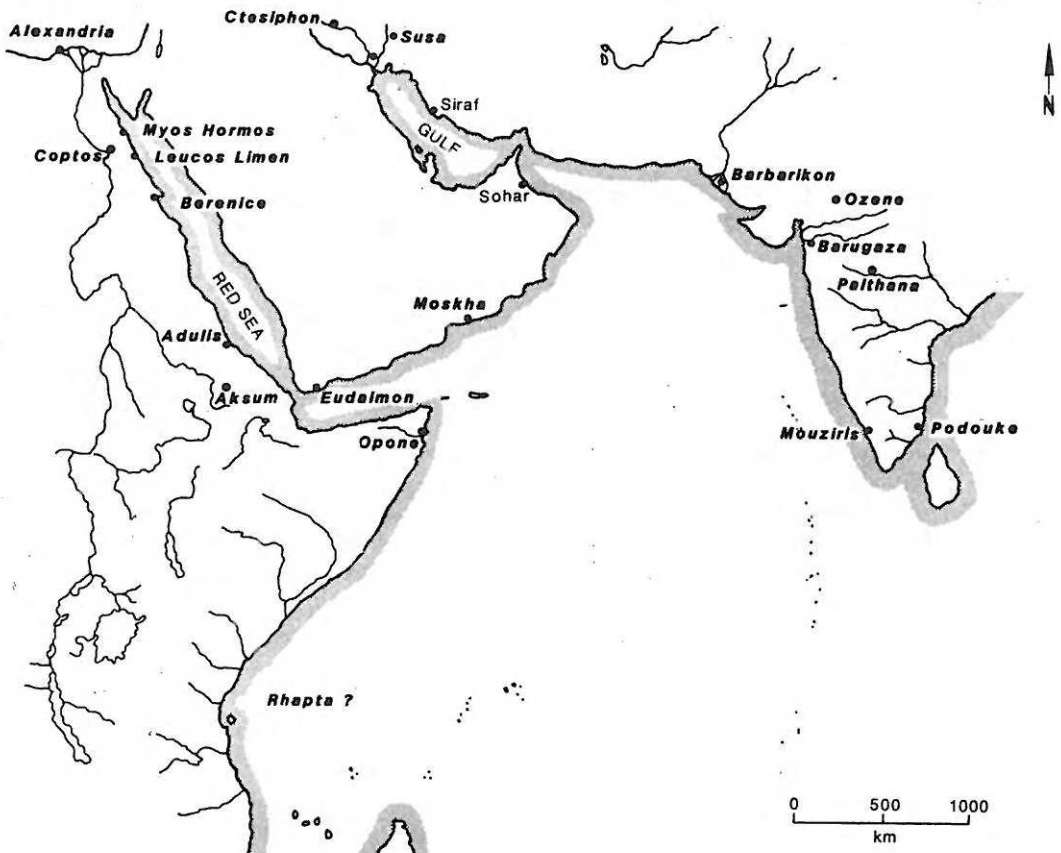 Alexandria
Ctesiphon
Susa
N
Siraf
GULF
Myos Hormos
Coptos
Leucos Limen
Berenice
Sohar
Barbarikon
Ozene
Barugaza
Paithana
RED SEA
Moskha
Adulis
Aksum
Eudaimon
Opone
Mouziris
Podouke
Rhapta ?
0 500 1000
km